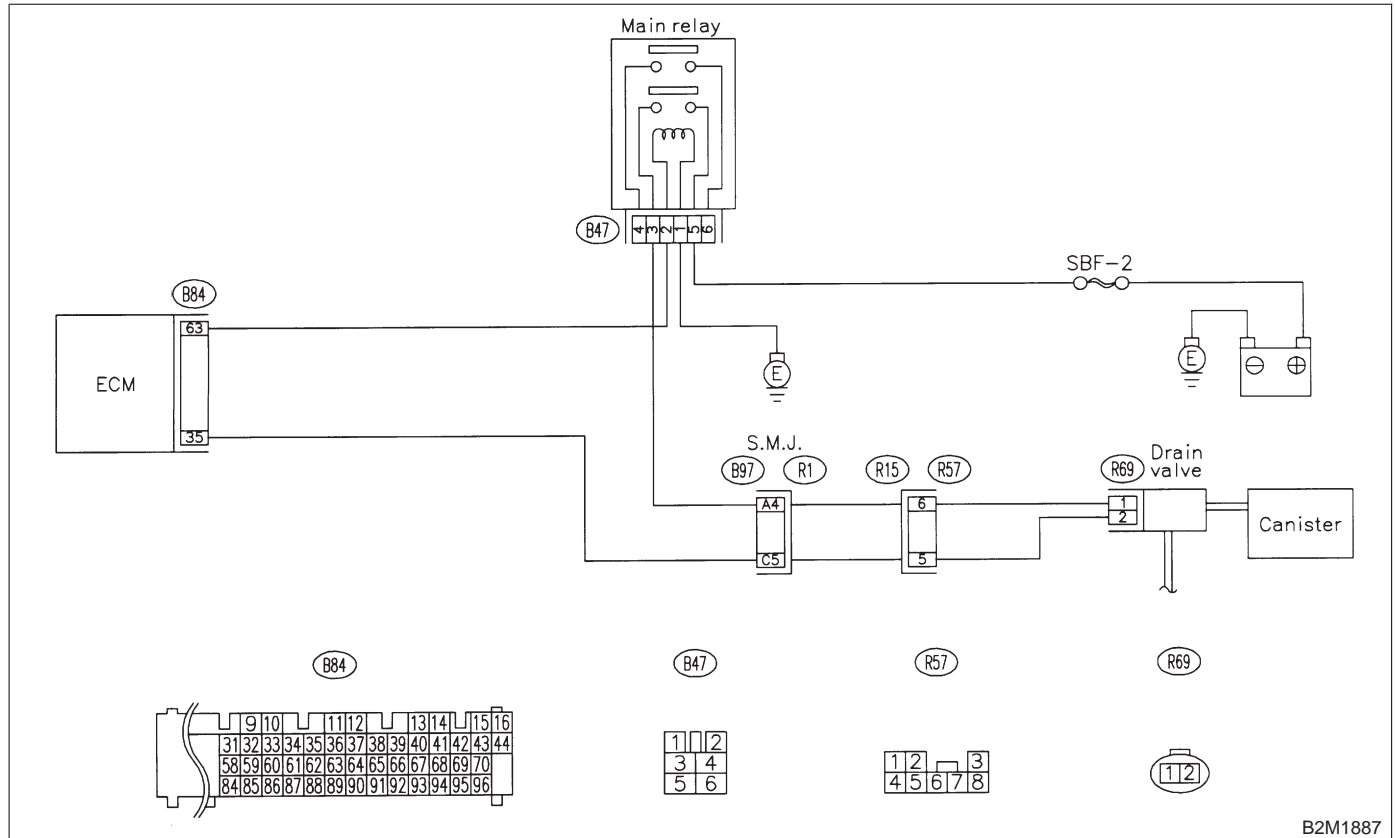 Main relay
B47
4 3 2 1 5 6
SBF-2
B84
63
ECM
35
E
E
S.M.J.
B97 R1 R15 R57 R69
Drain
valve
A4 6 1
2
C5 5
Canister
B84 B47 R57 R69
9 10 11 12 13 14 15 16
31 32 33 34 35 36 37 38 39 40 41 42 43 44
58 59 60 61 62 63 64 65 66 67 68 69 70
84 85 86 87 88 89 90 91 92 93 94 95 96
1 2
3 4
5 6
1 2 3
4 5 6 7 8
1 2
B2M1887